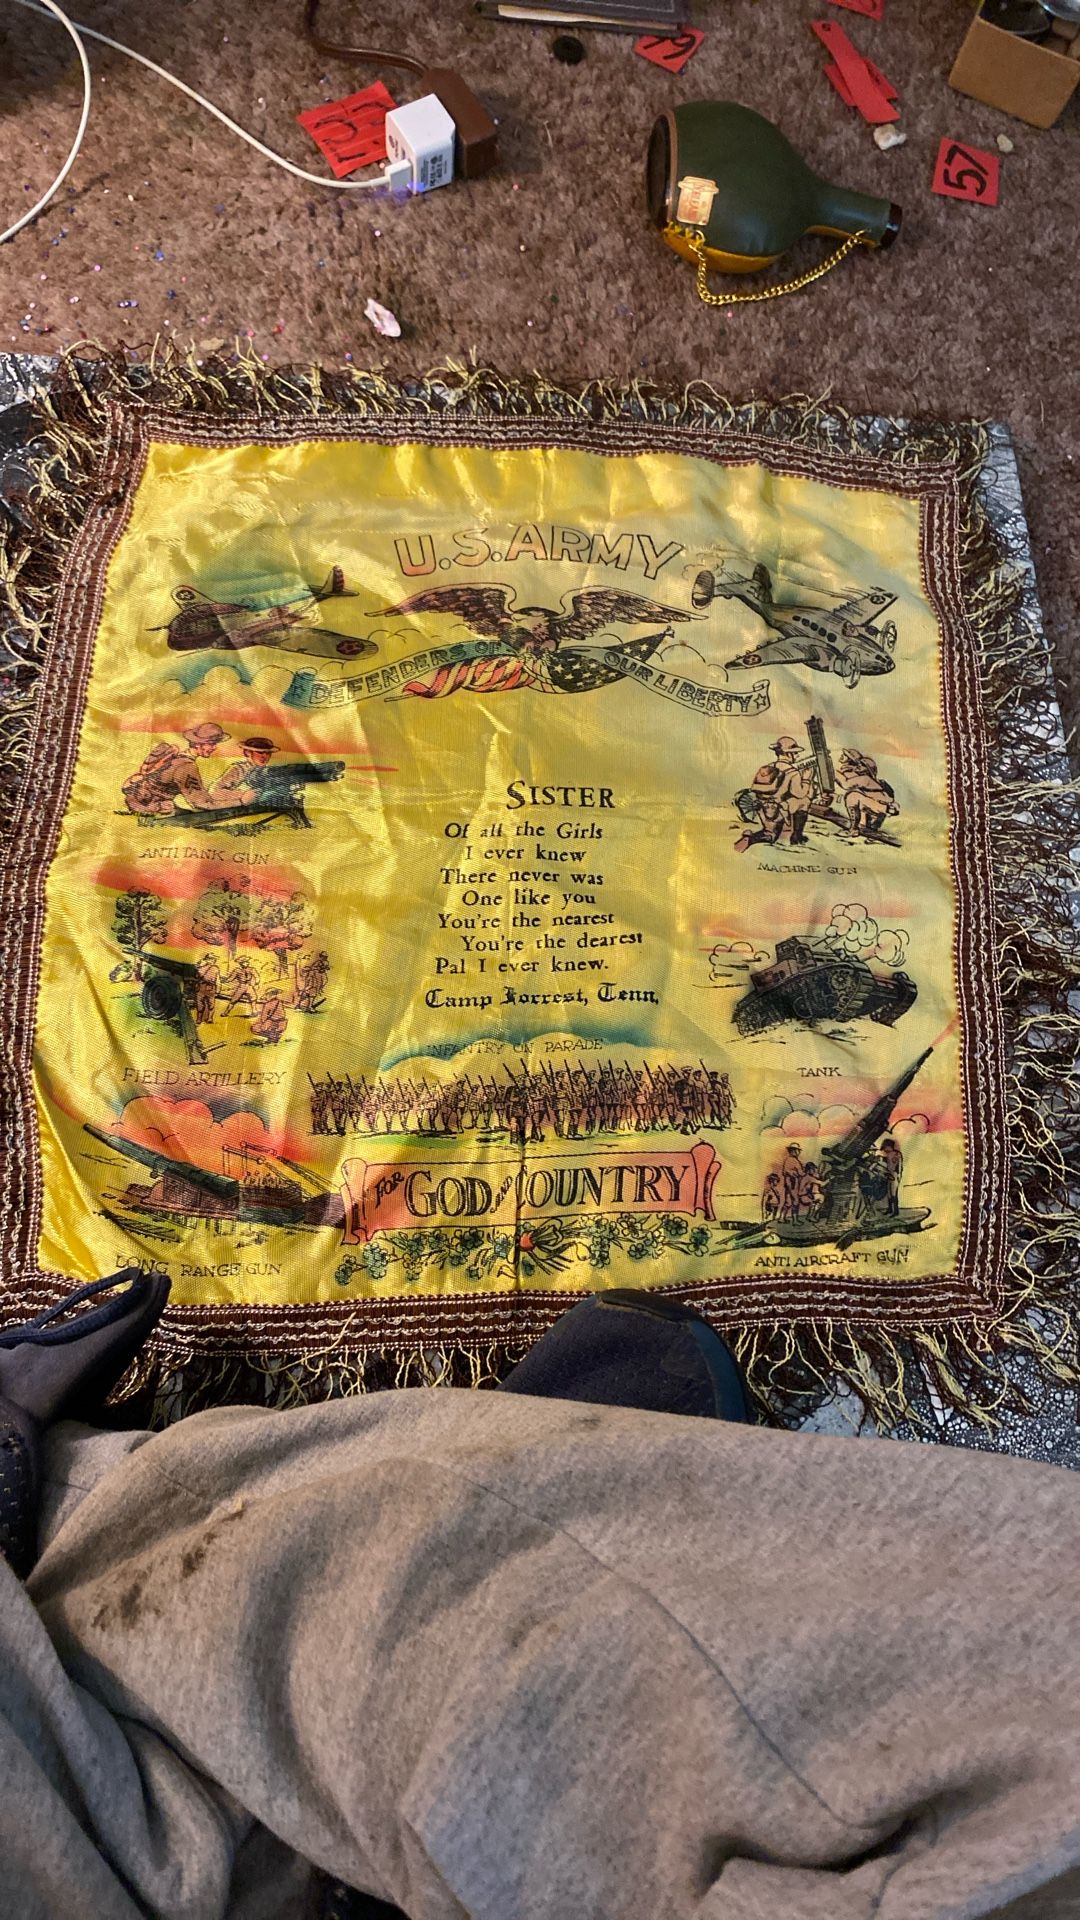 19
57
U.S. ARMY
DEFENDERS OF OUR LIBERTY
SISTER
Of all the Girls
I ever knew
There never was
One like you
You're the nearest
You're the dearest
Pal I ever knew.
Camp Forrest, Tenn.
ANTI TANK GUN
MACHINE GUN
FIELD ARTILLERY
INFANTRY ON PARADE
TANK
FOR GOD AND COUNTRY
LONG RANGE GUN
ANTI AIRCRAFT GUN